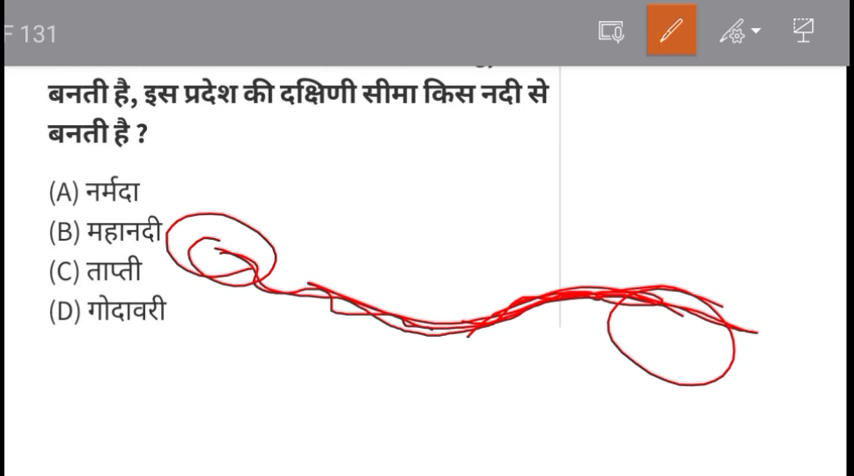 F 131
बनती है, इस प्रदेश की दक्षिणी सीमा किस नदी से
बनती है ?
(A) नर्मदा
(B) महानदी
(C) ताप्ती
(D) गोदावरी